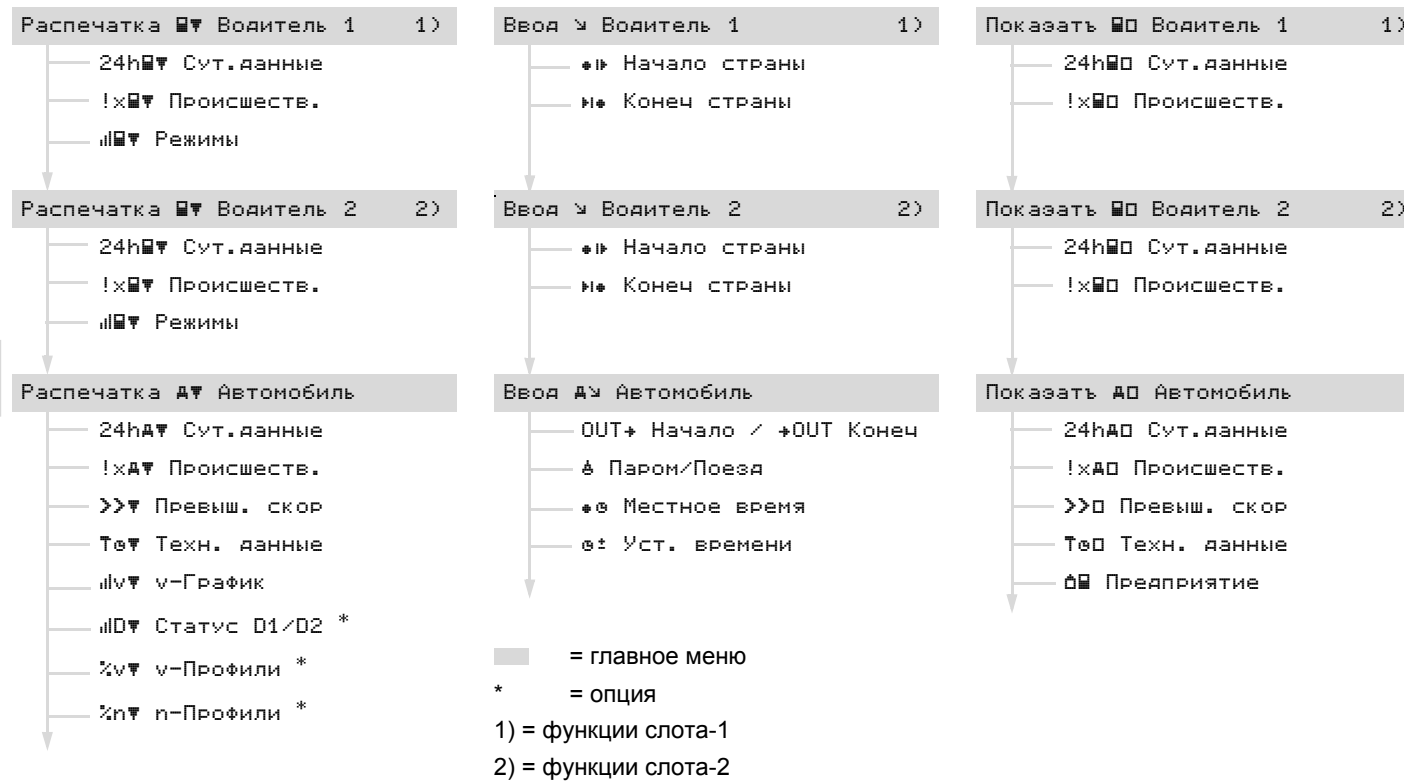 Распечатка Водитель 1 1)
24h Сут.данные
!x Происшеств.
Режимы
Распечатка Водитель 2 2)
24h Сут.данные
!x Происшеств.
Режимы
Распечатка Автомобиль
24h Сут.данные
!x Происшеств.
>> Превыш. скор
Техн. данные
v v-График
D Статус D1/D2 *
%v v-Профили *
%n n-Профили *
Ввод Водитель 1 1)
Начало страны
Конец страны
Ввод Водитель 2 2)
Начало страны
Конец страны
Ввод Автомобиль
OUT→ Начало / →OUT Конец
Паром/Поезд
Местное время
Уст. времени
= главное меню
* = опция
1) = функции слота-1
2) = функции слота-2
Показать Водитель 1 1)
24h Сут.данные
!x Происшеств.
Показать Водитель 2 2)
24h Сут.данные
!x Происшеств.
Показать Автомобиль
24h Сут.данные
!x Происшеств.
>> Превыш. скор
Техн. данные
Предприятие